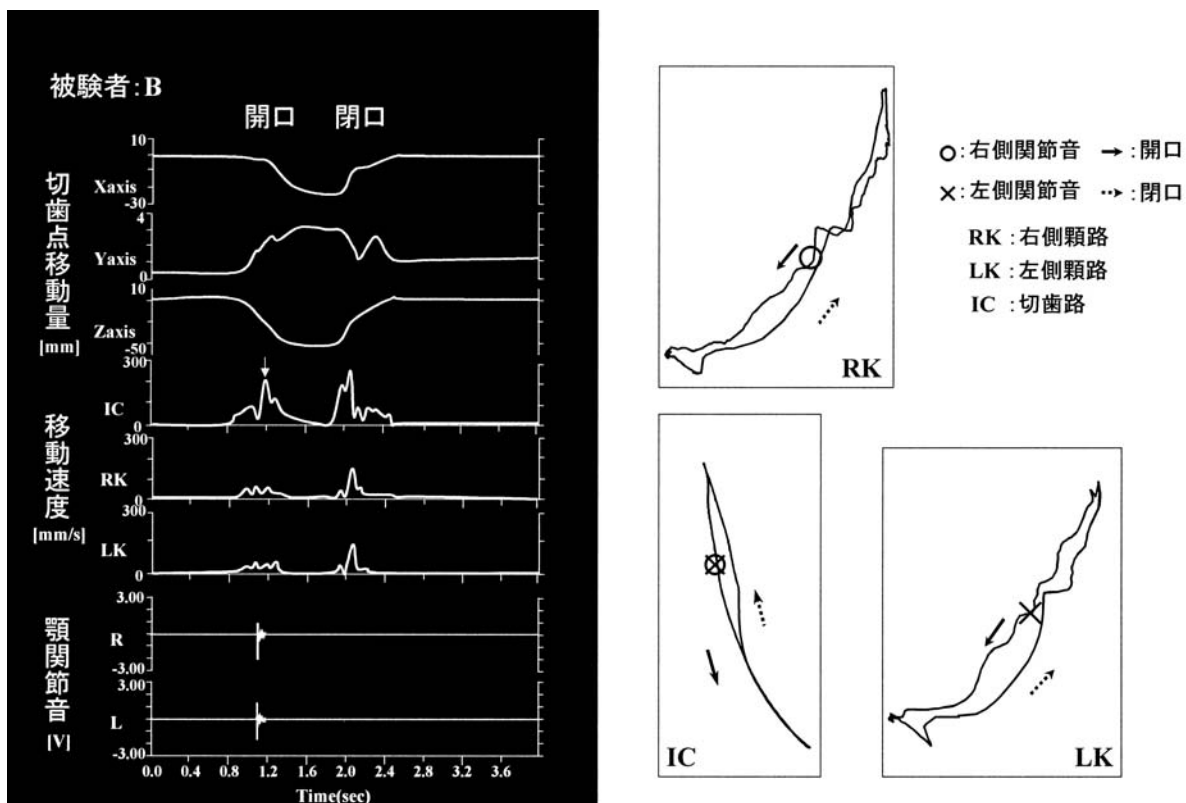 被験者:B
開口 閉口
切歯点移動量
[mm]
10
Xaxis
-30
4
Yaxis
0
10
Zaxis
-50
移動速度
[mm/s]
300
IC
0
300
RK
0
300
LK
0
顎関節音
[V]
3.00
R
-3.00
3.00
L
-3.00
0.0 0.4 0.8 1.2 1.6 2.0 2.4 2.8 3.2 3.6
Time(sec)
RK
○:右側関節音 →:開口
×:左側関節音 ⇢:閉口
RK :右側顆路
LK :左側顆路
IC :切歯路
IC
LK